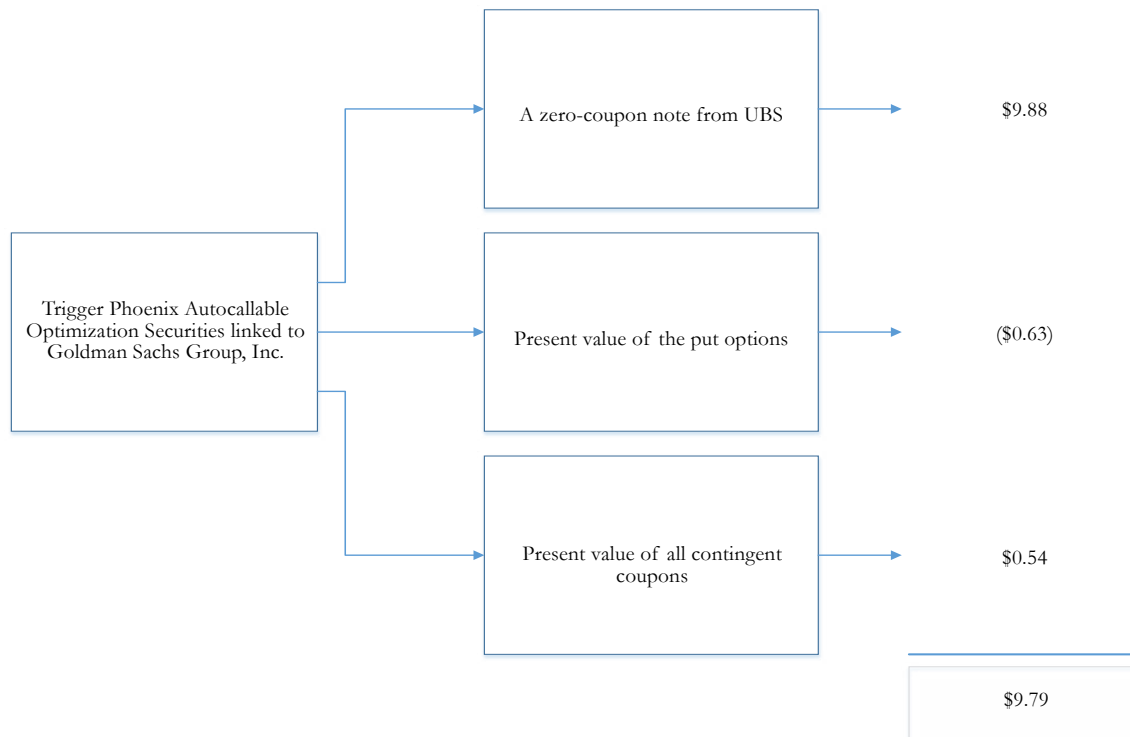 A zero-coupon note from UBS
$9.88
Trigger Phoenix Autocallable
Optimization Securities linked to
Goldman Sachs Group, Inc.
Present value of the put options
($0.63)
Present value of all contingent
coupons
$0.54
$9.79